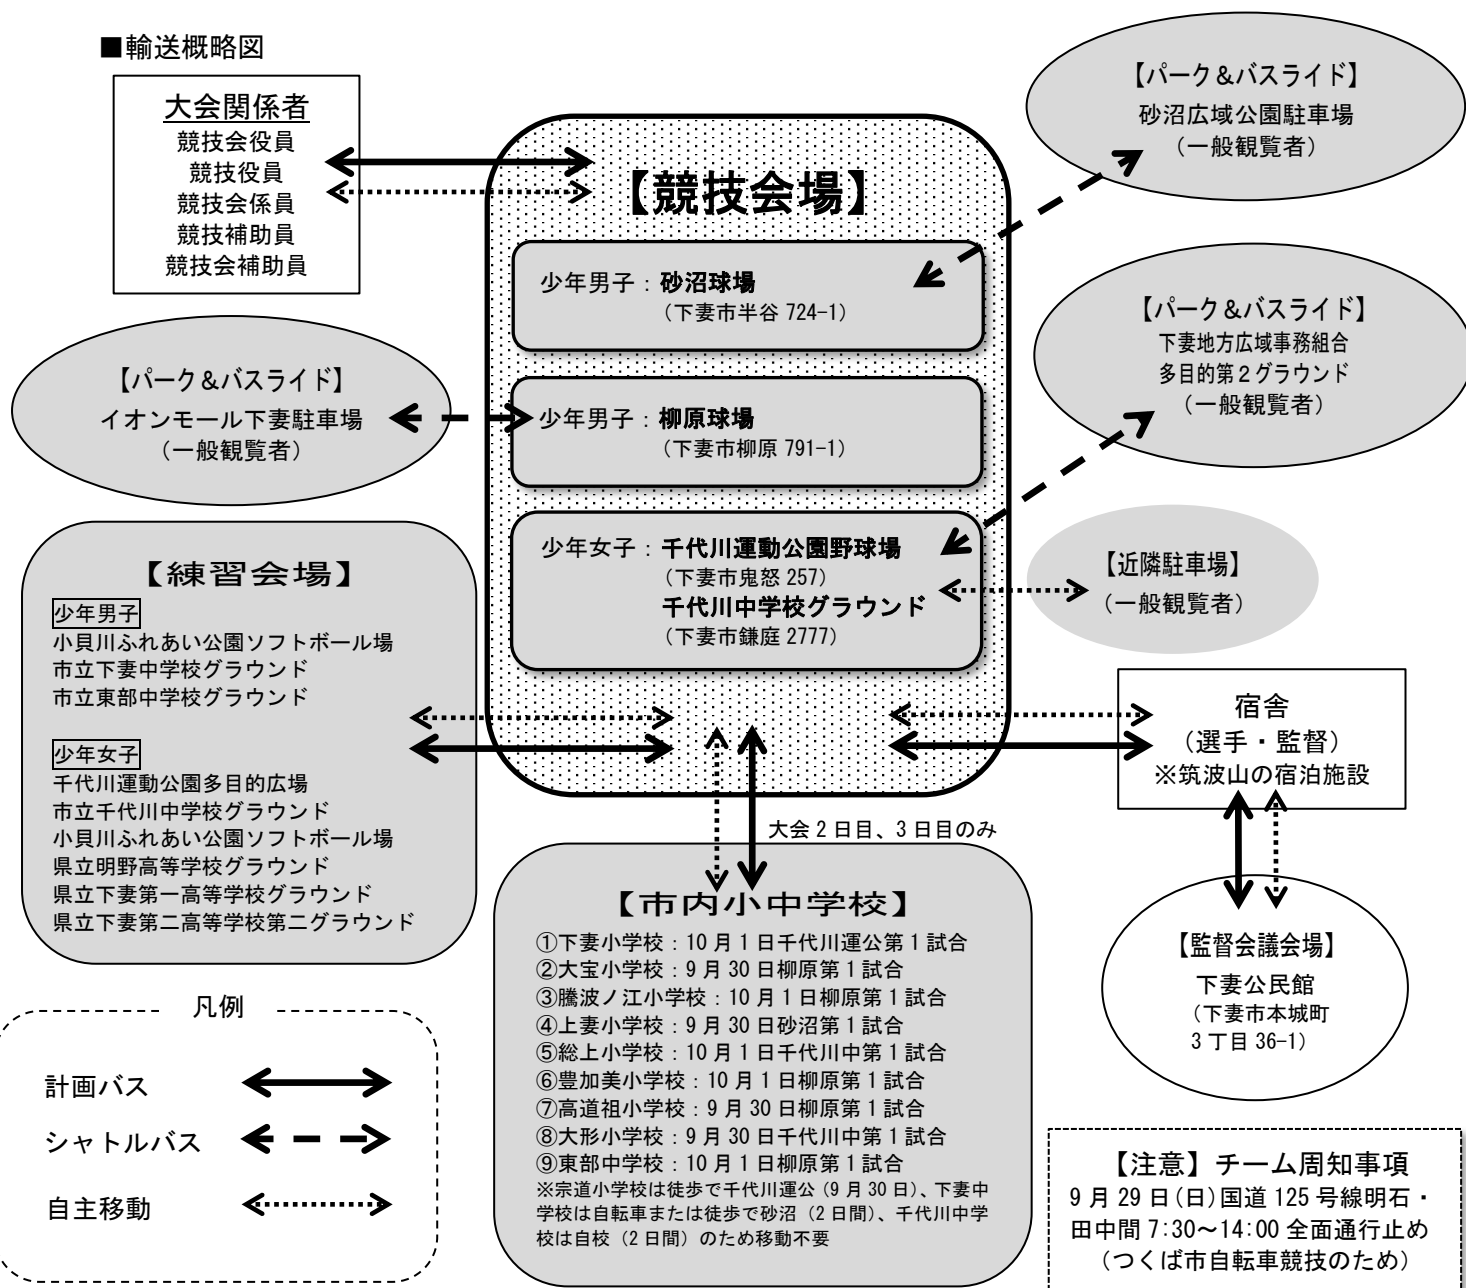 ■輸送概略図
大会関係者
競技会役員
競技役員
競技会係員
競技補助員
競技会補助員
【パーク＆バスライド】
砂沼広域公園駐車場
（一般観覧者）
【競技会場】
少年男子：砂沼球場
（下妻市半谷 724-1）
【パーク＆バスライド】
下妻地方広域事務組合
多目的第２グラウンド
（一般観覧者）
【パーク＆バスライド】
イオンモール下妻駐車場
（一般観覧者）
少年男子：柳原球場
（下妻市柳原 791-1）
少年女子：千代川運動公園野球場
（下妻市鬼怒 257）
千代川中学校グラウンド
（下妻市鎌庭 2777）
【近隣駐車場】
（一般観覧者）
【練習会場】
少年男子
小貝川ふれあい公園ソフトボール場
市立下妻中学校グラウンド
市立東部中学校グラウンド
少年女子
千代川運動公園多目的広場
市立千代川中学校グラウンド
小貝川ふれあい公園ソフトボール場
県立明野高等学校グラウンド
県立下妻第一高等学校グラウンド
県立下妻第二高等学校第二グラウンド
宿舎
（選手・監督）
※筑波山の宿泊施設
大会 2 日目、3 日目のみ
【市内小中学校】
①下妻小学校：10 月 1 日千代川運公第 1 試合
②大宝小学校：9 月 30 日柳原第 1 試合
③騰波ノ江小学校：10 月 1 日柳原第 1 試合
④上妻小学校：9 月 30 日砂沼第 1 試合
⑤総上小学校：10 月 1 日千代川中第 1 試合
⑥豊加美小学校：10 月 1 日柳原第 1 試合
⑦高道祖小学校：9 月 30 日柳原第 1 試合
⑧大形小学校：9 月 30 日千代川中第 1 試合
⑨東部中学校：10 月 1 日柳原第 1 試合
※宗道小学校は徒歩で千代川運公（9 月 30 日）、下妻中
学校は自転車または徒歩で砂沼（2 日間）、千代川中学
校は自校（2 日間）のため移動不要
【監督会議会場】
下妻公民館
（下妻市本城町
3 丁目 36-1）
凡例
計画バス
シャトルバス
自主移動
【注意】チーム周知事項
9 月 29 日(日)国道 125 号線明石・
田中間 7:30～14:00 全面通行止め
（つくば市自転車競技のため）